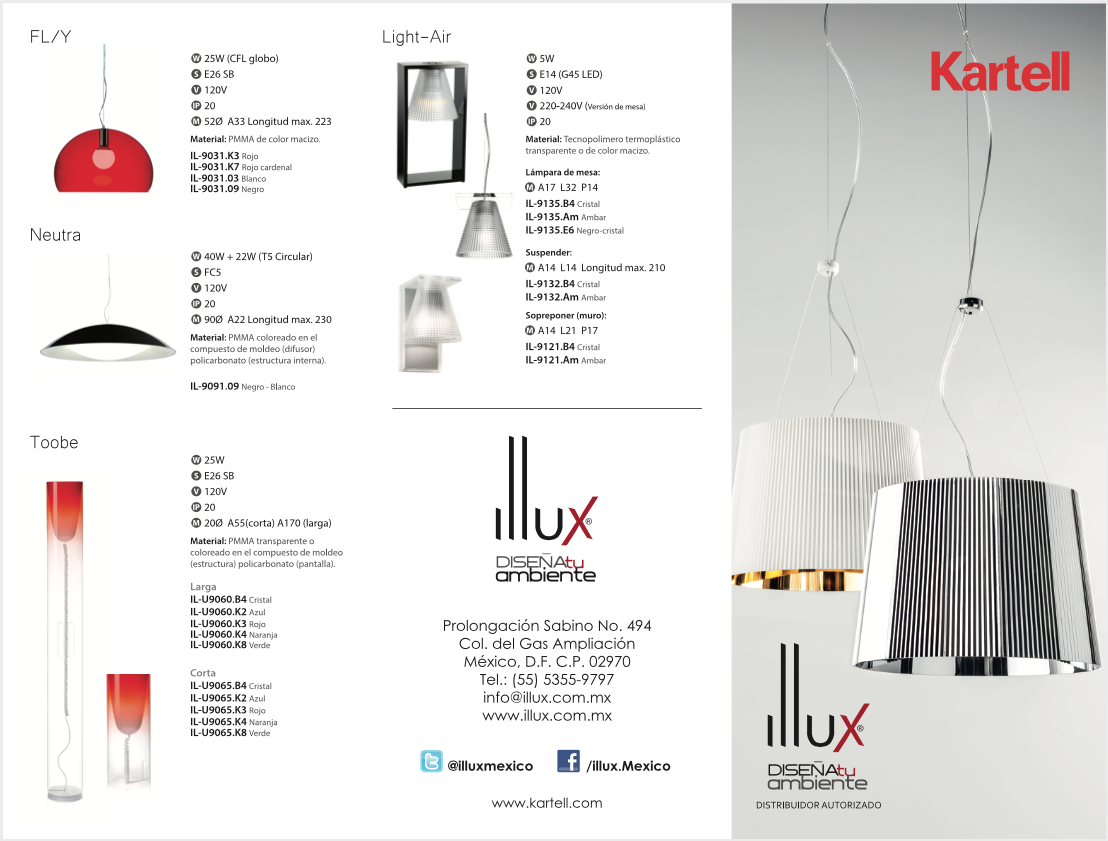 FL/Y
W 25W (CFL globo)
S E26 SB
V 120V
IP 20
M 52Ø A33 Longitud max. 223
Material: PMMA de color macizo.
IL-9031.K3 Rojo
IL-9031.K7 Rojo cardenal
IL-9031.03 Blanco
IL-9031.09 Negro
Neutra
W 40W + 22W (T5 Circular)
S FC5
V 120V
IP 20
M 90Ø A22 Longitud max. 230
Material: PMMA coloreado en el
compuesto de moldeo (difusor)
policarbonato (estructura interna).
IL-9091.09 Negro - Blanco
Toobe
W 25W
S E26 SB
V 120V
IP 20
M 20Ø A55(corta) A170 (larga)
Material: PMMA transparente o
coloreado en el compuesto de moldeo
(estructura) policarbonato (pantalla).
Larga
IL-U9060.B4 Cristal
IL-U9060.K2 Azul
IL-U9060.K3 Rojo
IL-U9060.K4 Naranja
IL-U9060.K8 Verde
Corta
IL-U9065.B4 Cristal
IL-U9065.K2 Azul
IL-U9065.K3 Rojo
IL-U9065.K4 Naranja
IL-U9065.K8 Verde
Light-Air
W 5W
S E14 (G45 LED)
V 120V
V 220-240V (Versión de mesa)
IP 20
Material: Tecnopolímero termoplástico
transparente o de color macizo.
Lámpara de mesa:
M A17 L32 P14
IL-9135.B4 Cristal
IL-9135.Am Ambar
IL-9135.E6 Negro-cristal
Suspender:
M A14 L14 Longitud max. 210
IL-9132.B4 Cristal
IL-9132.Am Ambar
Sopreponer (muro):
M A14 L21 P17
IL-9121.B4 Cristal
IL-9121.Am Ambar
illux®
DISEÑAtu
ambiente
Prolongación Sabino No. 494
Col. del Gas Ampliación
México, D.F. C.P. 02970
Tel.: (55) 5355-9797
info@illux.com.mx
www.illux.com.mx
@illuxmexico
f /illux.Mexico
www.kartell.com
Kartell
illux®
DISEÑAtu
ambiente
DISTRIBUIDOR AUTORIZADO